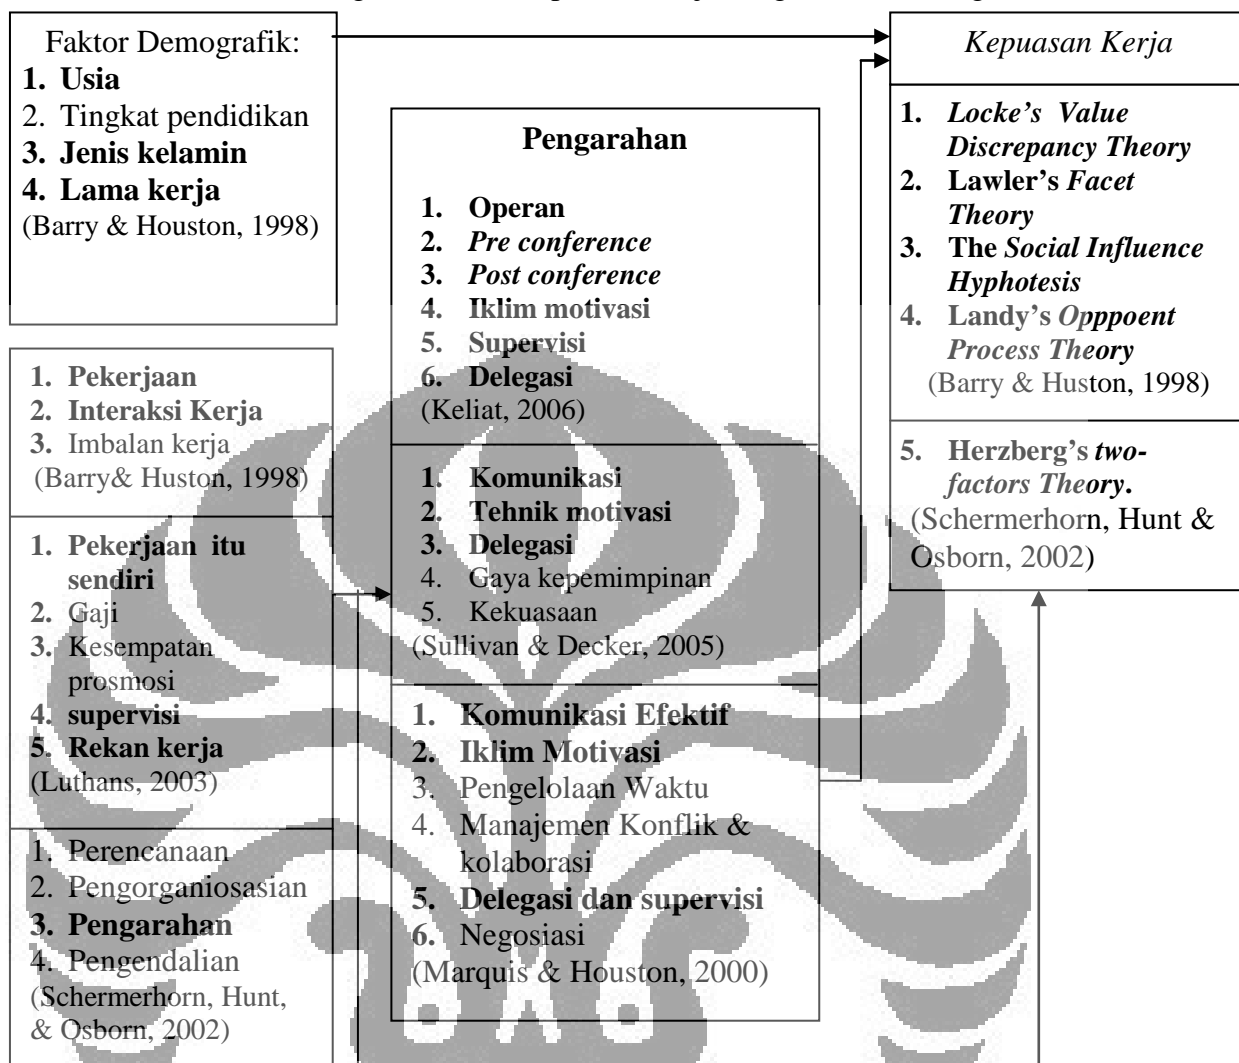 Faktor Demografik:
1. Usia
2. Tingkat pendidikan
3. Jenis kelamin
4. Lama kerja
(Barry & Houston, 1998)
1. Pekerjaan
2. Interaksi Kerja
3. Imbalan kerja
(Barry& Huston, 1998)
1. Pekerjaan itu
sendiri
2. Gaji
3. Kesempatan
prosmosi
4. supervisi
5. Rekan kerja
(Luthans, 2003)
1. Perencanaan
2. Pengorganiosasian
3. Pengarahan
4. Pengendalian
(Schermerhorn, Hunt,
& Osborn, 2002)
Pengarahan
1. Operan
2. Pre conference
3. Post conference
4. Iklim motivasi
5. Supervisi
6. Delegasi
(Keliat, 2006)
1. Komunikasi
2. Tehnik motivasi
3. Delegasi
4. Gaya kepemimpinan
5. Kekuasaan
(Sullivan & Decker, 2005)
1. Komunikasi Efektif
2. Iklim Motivasi
3. Pengelolaan Waktu
4. Manajemen Konflik &
kolaborasi
5. Delegasi dan supervisi
6. Negosiasi
(Marquis & Houston, 2000)
Kepuasan Kerja
1. Locke's Value
Discrepancy Theory
2. Lawler's Facet
Theory
3. The Social Influence
Hyphotesis
4. Landy's Opppoent
Process Theory
(Barry & Huston, 1998)
5. Herzberg's two-
factors Theory.
(Schermerhorn, Hunt &
Osborn, 2002)